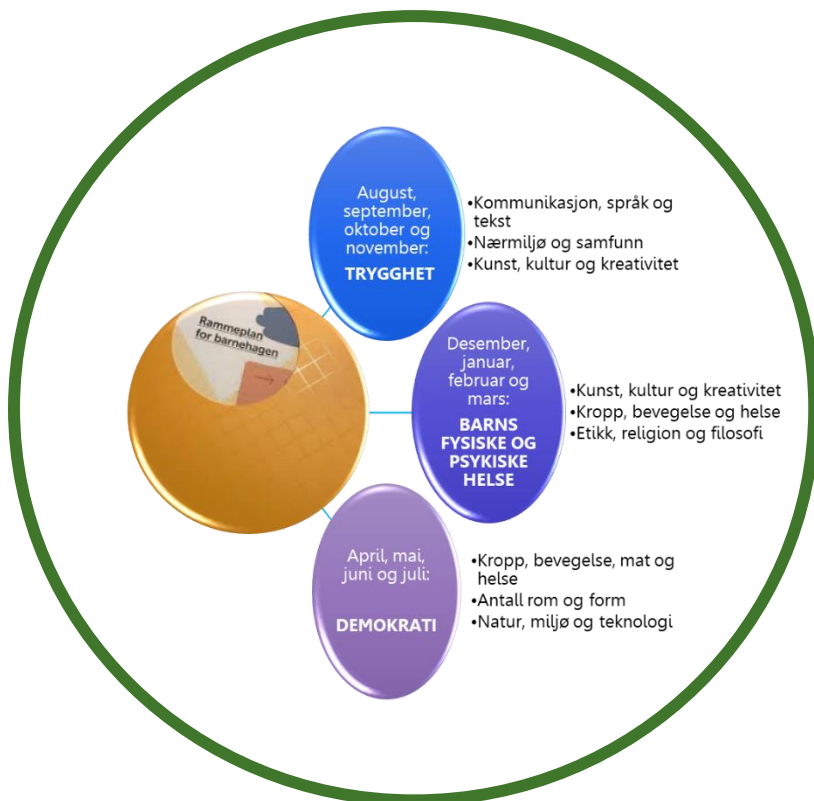 August,
september,
oktober og
november:
TRYGGHET
•Kommunikasjon, språk og
tekst
•Nærmiljø og samfunn
•Kunst, kultur og kreativitet
Rammeplan
for barnehagen
Desember,
januar,
februar og
mars:
BARNS
FYSISKE OG
PSYKISKE
HELSE
•Kunst, kultur og kreativitet
•Kropp, bevegelse og helse
•Etikk, religion og filosofi
April, mai,
juni og juli:
DEMOKRATI
•Kropp, bevegelse, mat og
helse
•Antall rom og form
•Natur, miljø og teknologi